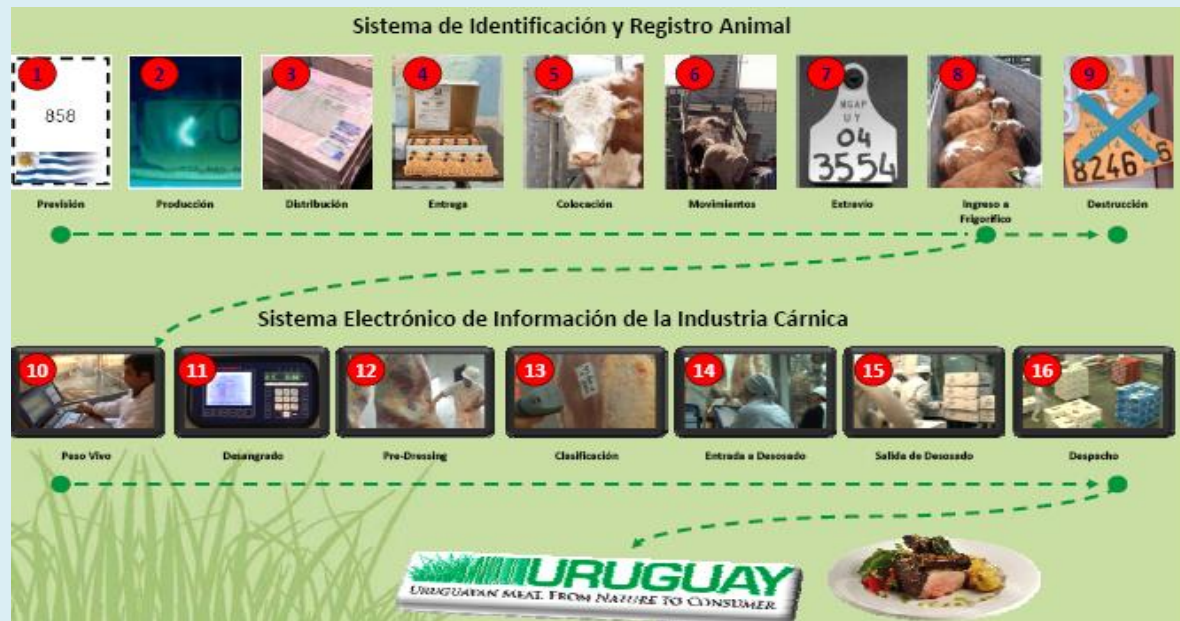 Sistema de Identificación y Registro Animal
1 2 3 4 5 6 7 8 9
858
MGAP
UY
04
3554
8246
Previsión Producción Distribución Entrega Colocación Movimientos Extravío Ingreso a Frigorífico Destrucción
Sistema Electrónico de Información de la Industria Cárnica
10 11 12 13 14 15 16
Peso Vivo Desangrado Pre-Dressing Clasificación Entrada a Desosado Salida de Desosado Despacho
URUGUAY
URUGUAYAN MEAT. FROM NATURE TO CONSUMER